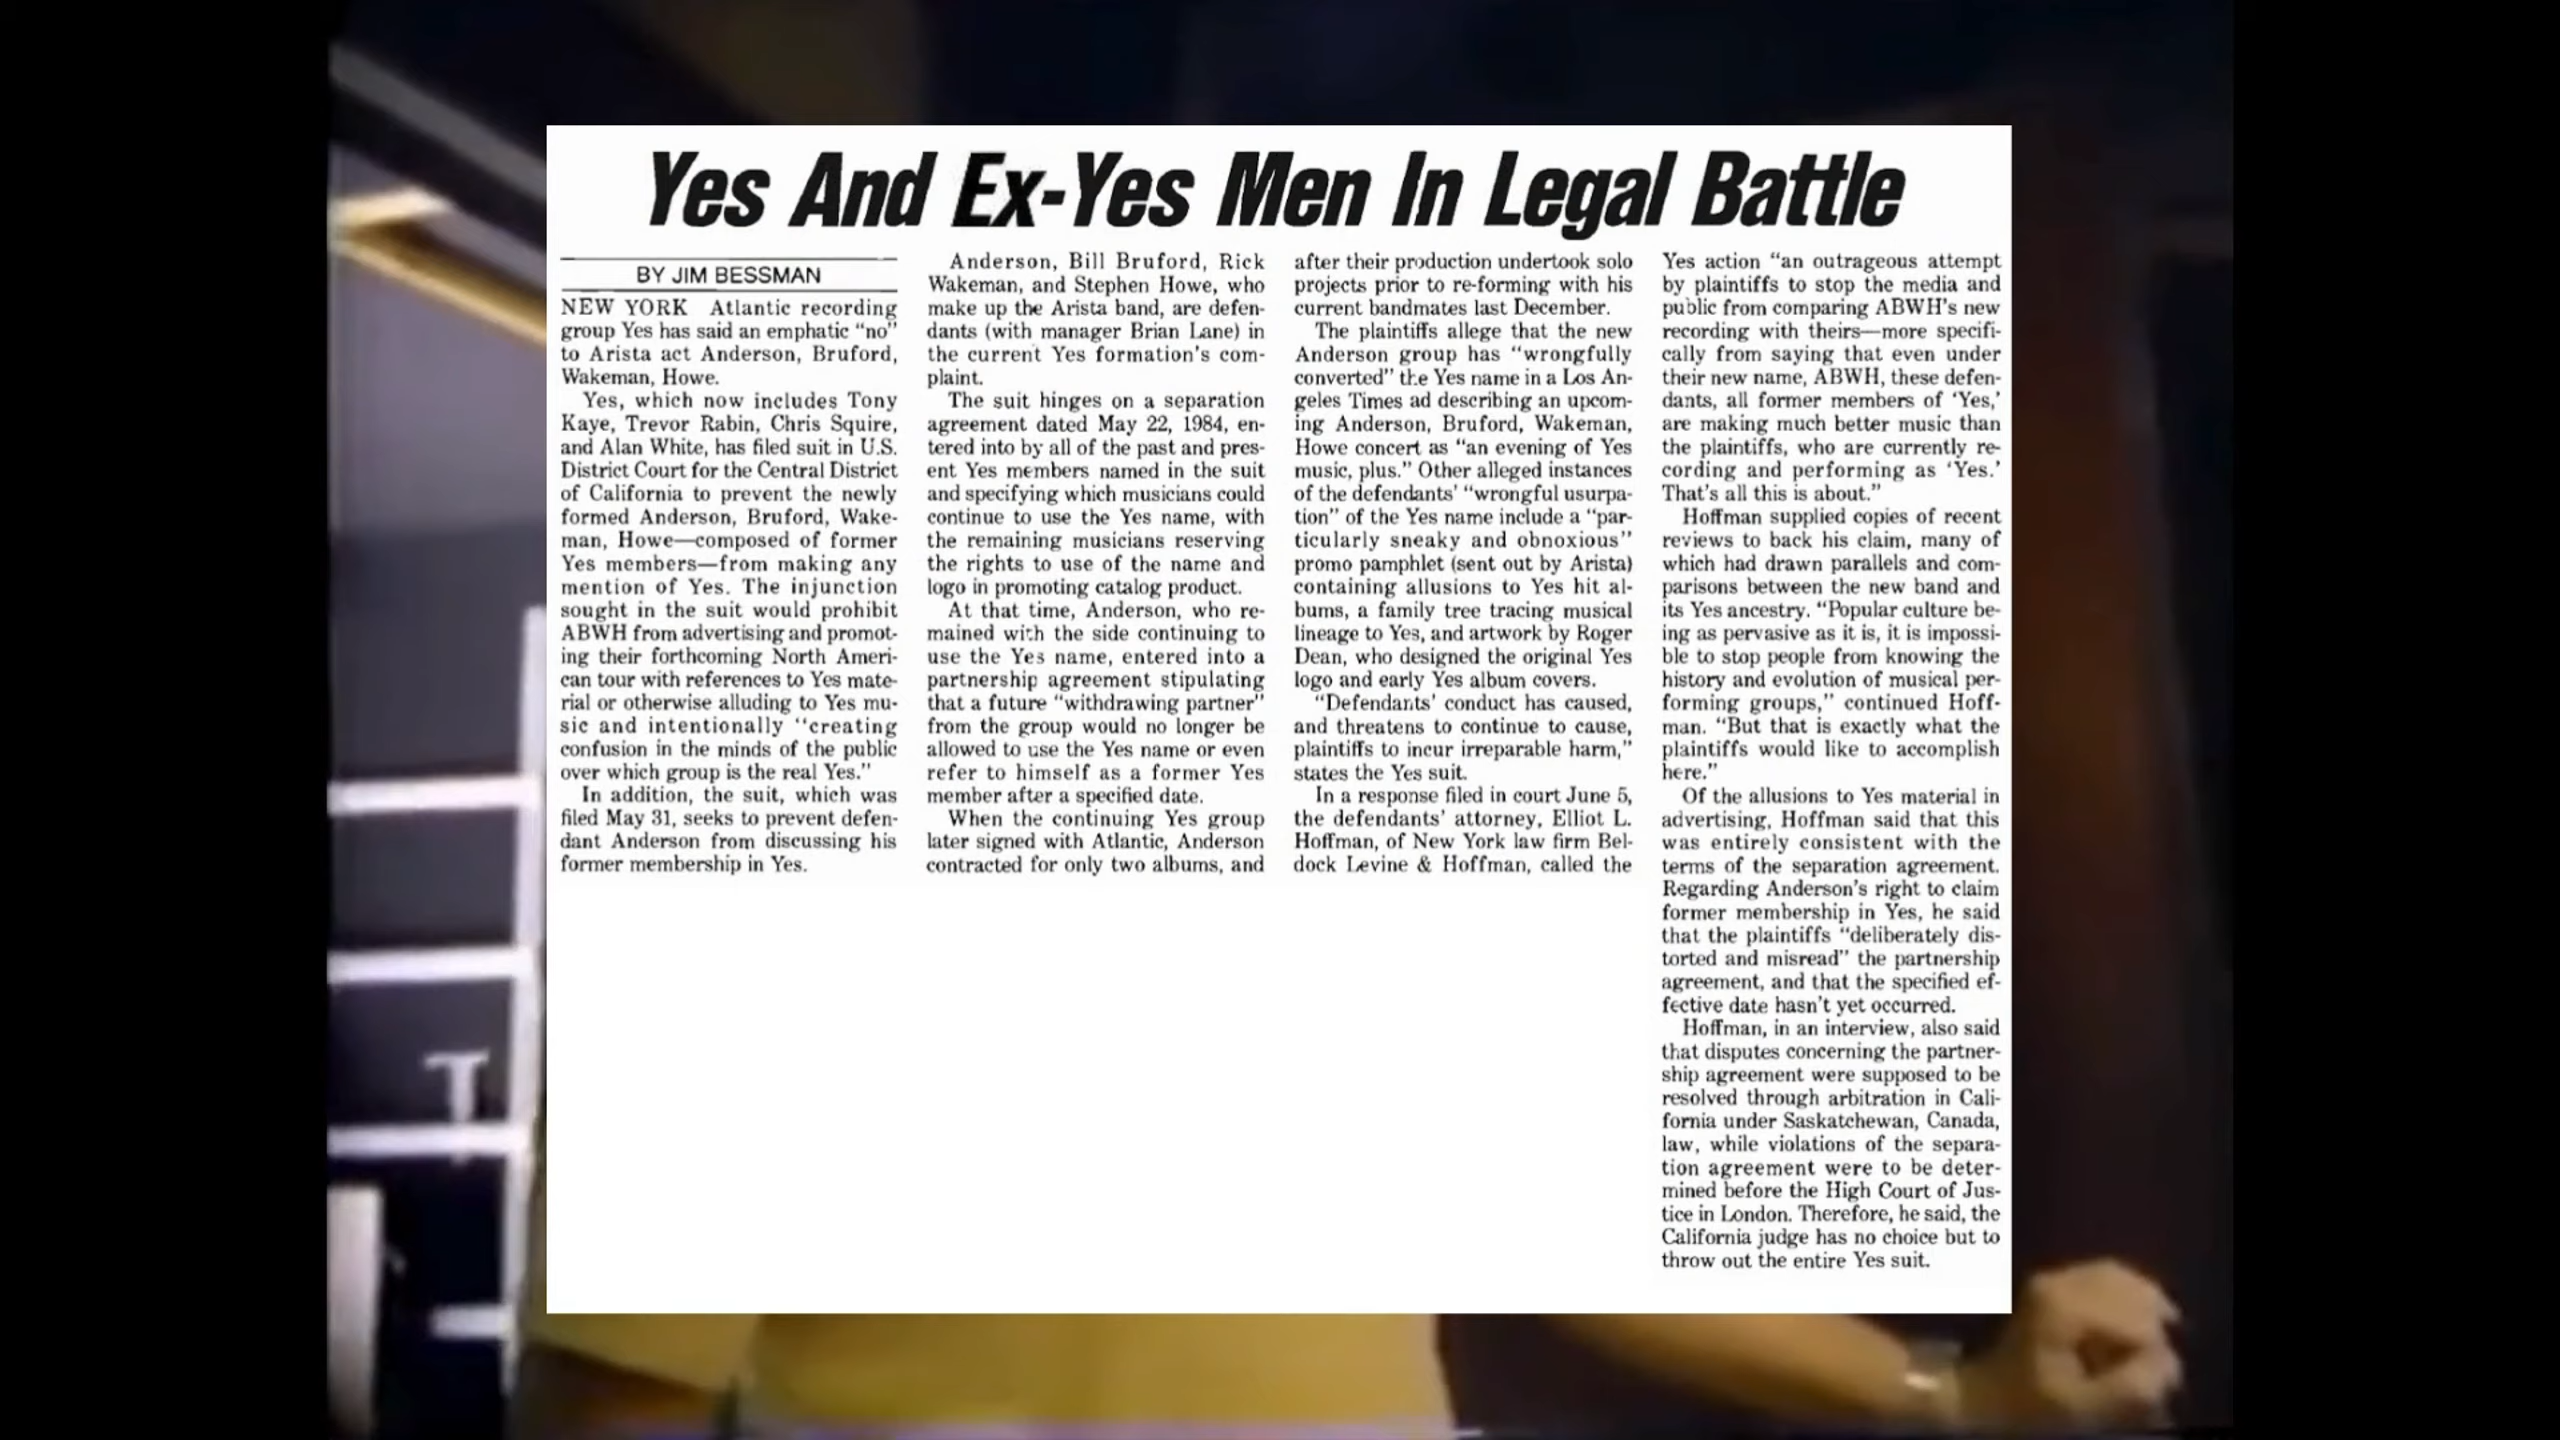 Yes And Ex-Yes Men In Legal Battle
BY JIM BESSMAN
NEW YORK Atlantic recording
group Yes has said an emphatic “no”
to Arista act Anderson, Bruford,
Wakeman, Howe.
Yes, which now includes Tony
Kaye, Trevor Rabin, Chris Squire,
and Alan White, has filed suit in U.S.
District Court for the Central District
of California to prevent the newly
formed Anderson, Bruford, Wake-
man, Howe—composed of former
Yes members—from making any
mention of Yes. The injunction
sought in the suit would prohibit
ABWH from advertising and promot-
ing their forthcoming North Ameri-
can tour with references to Yes mate-
rial or otherwise alluding to Yes mu-
sic and intentionally “creating
confusion in the minds of the public
over which group is the real Yes.”
In addition, the suit, which was
filed May 31, seeks to prevent defen-
dant Anderson from discussing his
former membership in Yes.
Anderson, Bill Bruford, Rick
Wakeman, and Stephen Howe, who
make up the Arista band, are defen-
dants (with manager Brian Lane) in
the current Yes formation's com-
plaint.
The suit hinges on a separation
agreement dated May 22, 1984, en-
tered into by all of the past and pres-
ent Yes members named in the suit
and specifying which musicians could
continue to use the Yes name, with
the remaining musicians reserving
the rights to use of the name and
logo in promoting catalog product.
At that time, Anderson, who re-
mained with the side continuing to
use the Yes name, entered into a
partnership agreement stipulating
that a future “withdrawing partner”
from the group would no longer be
allowed to use the Yes name or even
refer to himself as a former Yes
member after a specified date.
When the continuing Yes group
later signed with Atlantic, Anderson
contracted for only two albums, and
after their production undertook solo
projects prior to re-forming with his
current bandmates last December.
The plaintiffs allege that the new
Anderson group has “wrongfully
converted” the Yes name in a Los An-
geles Times ad describing an upcom-
ing Anderson, Bruford, Wakeman,
Howe concert as “an evening of Yes
music, plus.” Other alleged instances
of the defendants' “wrongful usurpa-
tion” of the Yes name include a “par-
ticularly sneaky and obnoxious”
promo pamphlet (sent out by Arista)
containing allusions to Yes hit al-
bums, a family tree tracing musical
lineage to Yes, and artwork by Roger
Dean, who designed the original Yes
logo and early Yes album covers.
“Defendants' conduct has caused,
and threatens to continue to cause,
plaintiffs to incur irreparable harm,”
states the Yes suit.
In a response filed in court June 5,
the defendants' attorney, Elliot L.
Hoffman, of New York law firm Bel-
dock Levine & Hoffman, called the
Yes action “an outrageous attempt
by plaintiffs to stop the media and
public from comparing ABWH's new
recording with theirs—more specifi-
cally from saying that even under
their new name, ABWH, these defen-
dants, all former members of ‘Yes,’
are making much better music than
the plaintiffs, who are currently re-
cording and performing as ‘Yes.’
That's all this is about.”
Hoffman supplied copies of recent
reviews to back his claim, many of
which had drawn parallels and com-
parisons between the new band and
its Yes ancestry. “Popular culture be-
ing as pervasive as it is, it is impossi-
ble to stop people from knowing the
history and evolution of musical per-
forming groups,” continued Hoff-
man. “But that is exactly what the
plaintiffs would like to accomplish
here.”
Of the allusions to Yes material in
advertising, Hoffman said that this
was entirely consistent with the
terms of the separation agreement.
Regarding Anderson's right to claim
former membership in Yes, he said
that the plaintiffs “deliberately dis-
torted and misread” the partnership
agreement, and that the specified ef-
fective date hasn't yet occurred.
Hoffman, in an interview, also said
that disputes concerning the partner-
ship agreement were supposed to be
resolved through arbitration in Cali-
fornia under Saskatchewan, Canada,
law, while violations of the separa-
tion agreement were to be deter-
mined before the High Court of Jus-
tice in London. Therefore, he said, the
California judge has no choice but to
throw out the entire Yes suit.